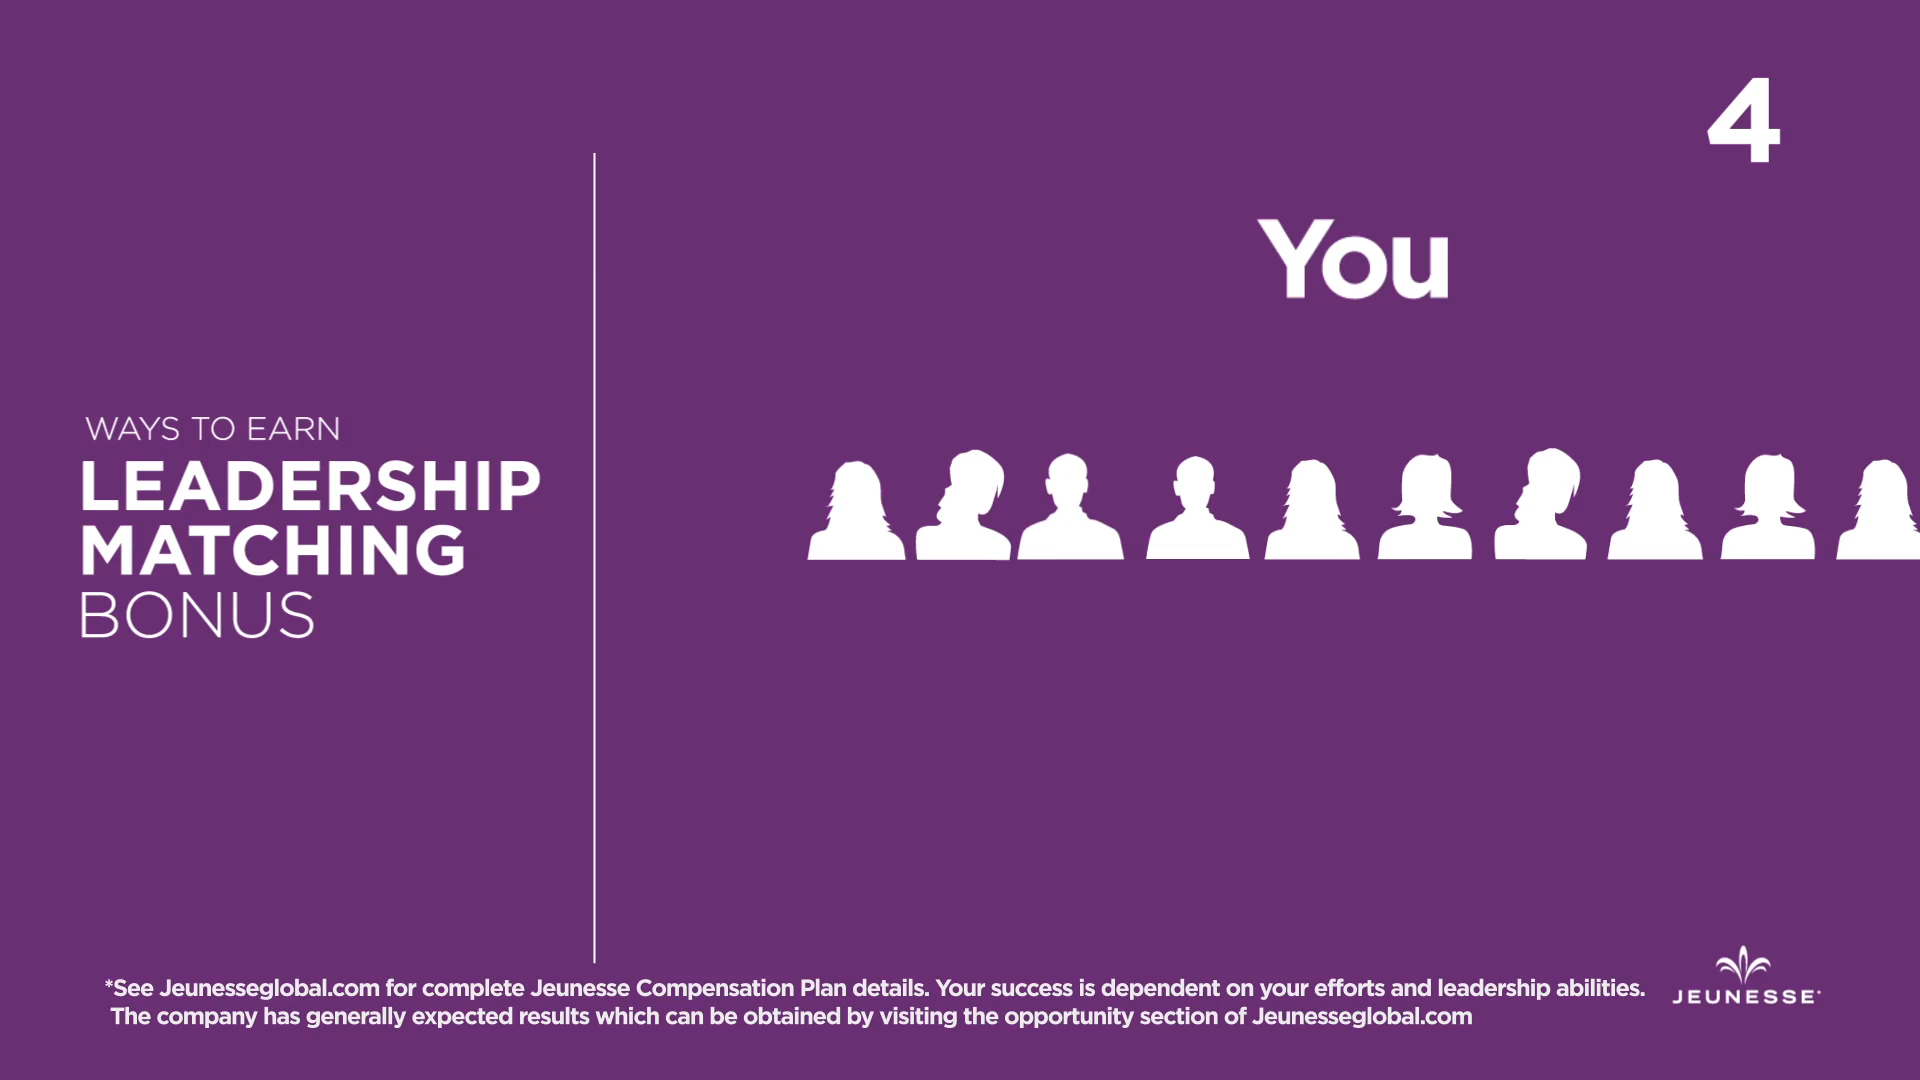 4
You
WAYS TO EARN
LEADERSHIP
MATCHING
BONUS
*See Jeunesseglobal.com for complete Jeunesse Compensation Plan details. Your success is dependent on your efforts and leadership abilities.
The company has generally expected results which can be obtained by visiting the opportunity section of Jeunesseglobal.com
JEUNESSE